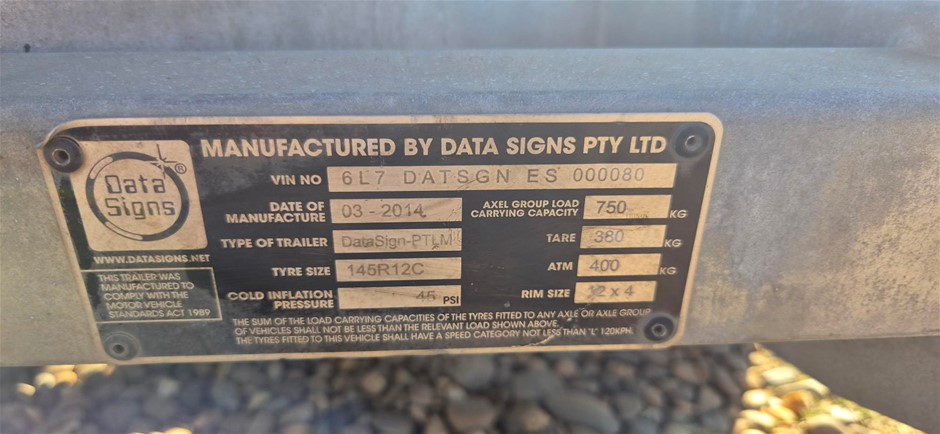 MANUFACTURED BY DATA SIGNS PTY LTD
Data Signs ®
WWW.DATASIGNS.NET
THIS TRAILER WAS
MANUFACTURED TO
COMPLY WITH THE
MOTOR VEHICLE
STANDARDS ACT 1989
VIN NO 6L7 DATSGN ES 000080
DATE OF MANUFACTURE 03 - 2014
AXEL GROUP LOAD CARRYING CAPACITY 750 KG
TYPE OF TRAILER DataSign-PTLM
TARE 380 KG
TYRE SIZE 145R12C
ATM 400 KG
COLD INFLATION PRESSURE 45 PSI
RIM SIZE 12 x 4
THE SUM OF THE LOAD CARRYING CAPACITIES OF THE TYRES FITTED TO ANY AXLE OR AXLE GROUP
OF VEHICLES SHALL NOT BE LESS THAN THE RELEVANT LOAD SHOWN ABOVE.
THE TYRES FITTED TO THIS VEHICLE SHALL HAVE A SPEED CATEGORY NOT LESS THAN "L" 120KPH.